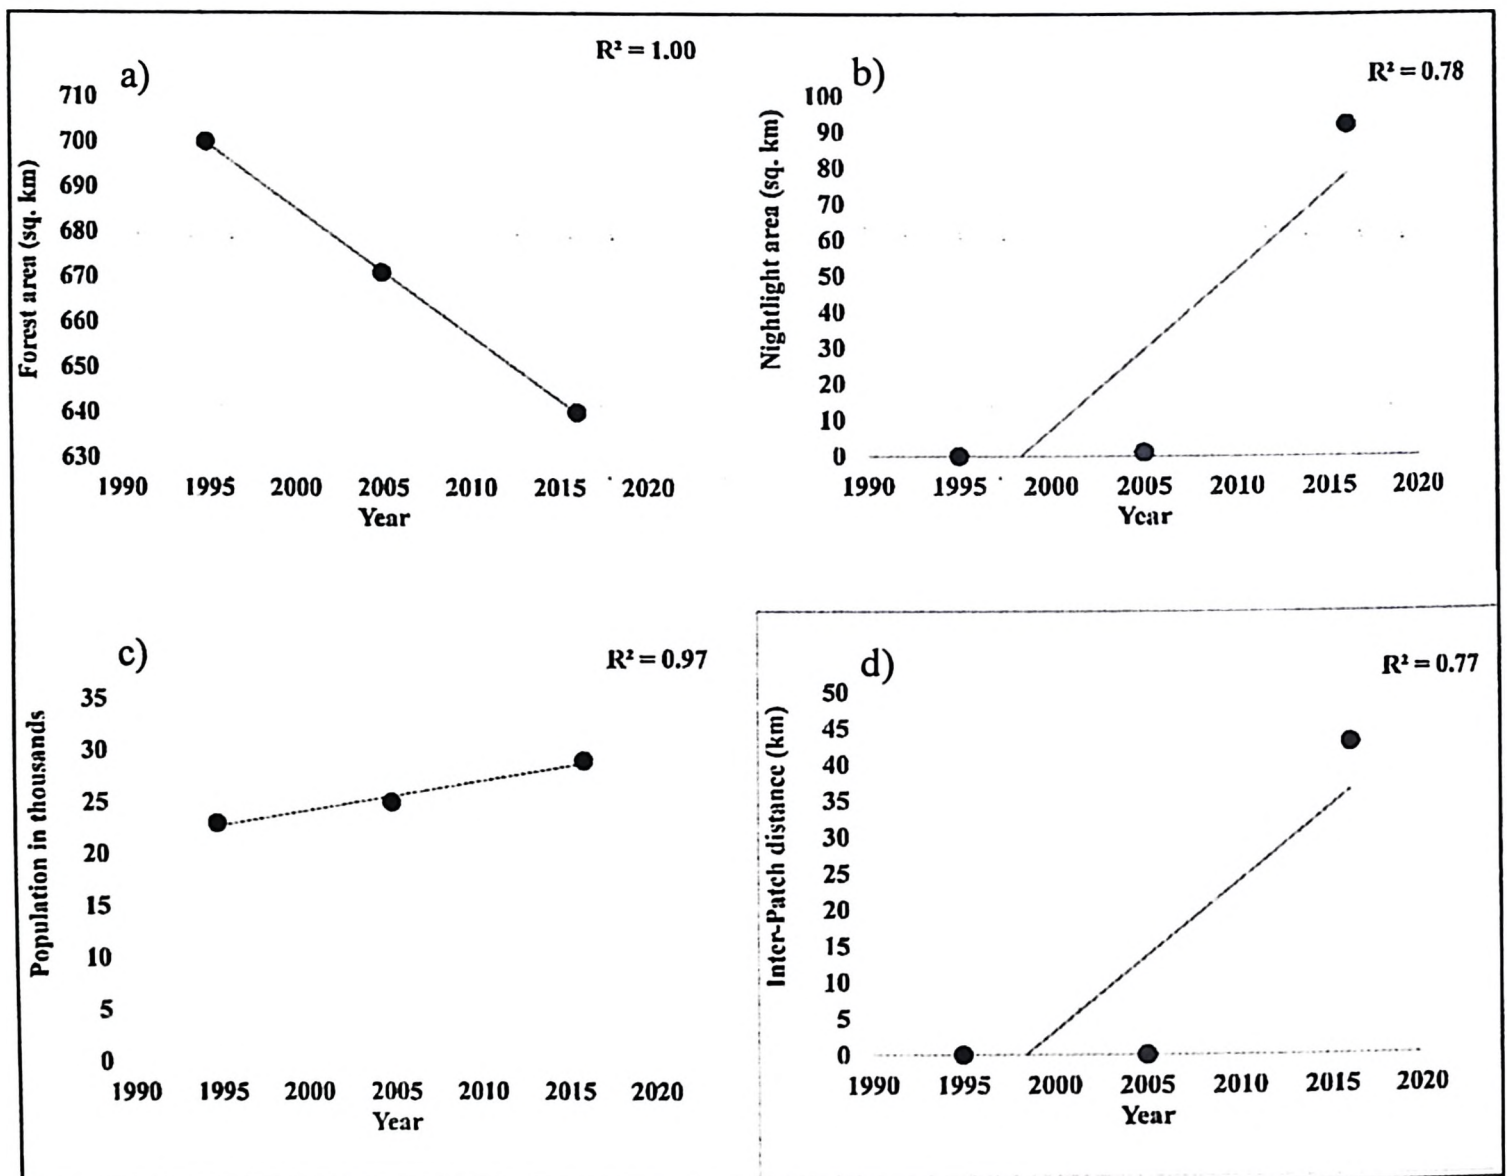 a)
R² = 1.00
Forest area (sq. km)
710
700
690
680
670
660
650
640
630
1990 1995 2000 2005 2010 2015 2020
Year
b)
R² = 0.78
Nightlight area (sq. km)
100
90
80
70
60
50
40
30
20
10
0
1990 1995 2000 2005 2010 2015 2020
Year
c)
R² = 0.97
Population in thousands
35
30
25
20
15
10
5
0
1990 1995 2000 2005 2010 2015 2020
Year
d)
R² = 0.77
Inter-Patch distance (km)
50
45
40
35
30
25
20
15
10
5
0
1990 1995 2000 2005 2010 2015 2020
Year